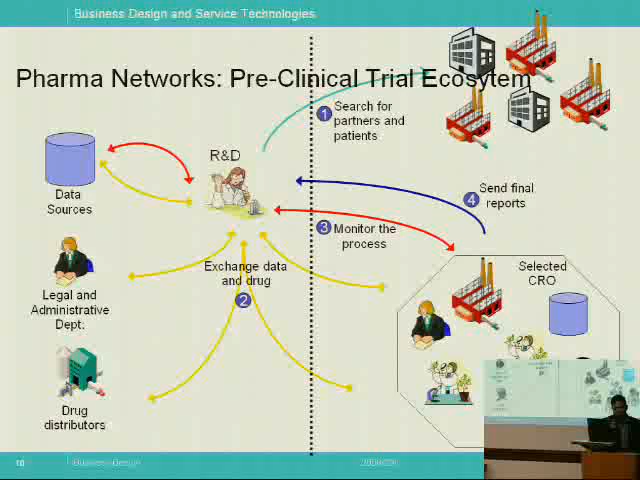 Business Design and Service Technologies
Pharma Networks: Pre-Clinical Trial Ecosytem
1 Search for
partners and
patients
R&D
Data
Sources
4 Send final
reports
3 Monitor the
process
Exchange data
and drug
2
Selected
CRO
Legal and
Administrative
Dept.
Drug
distributors
10
Business Design